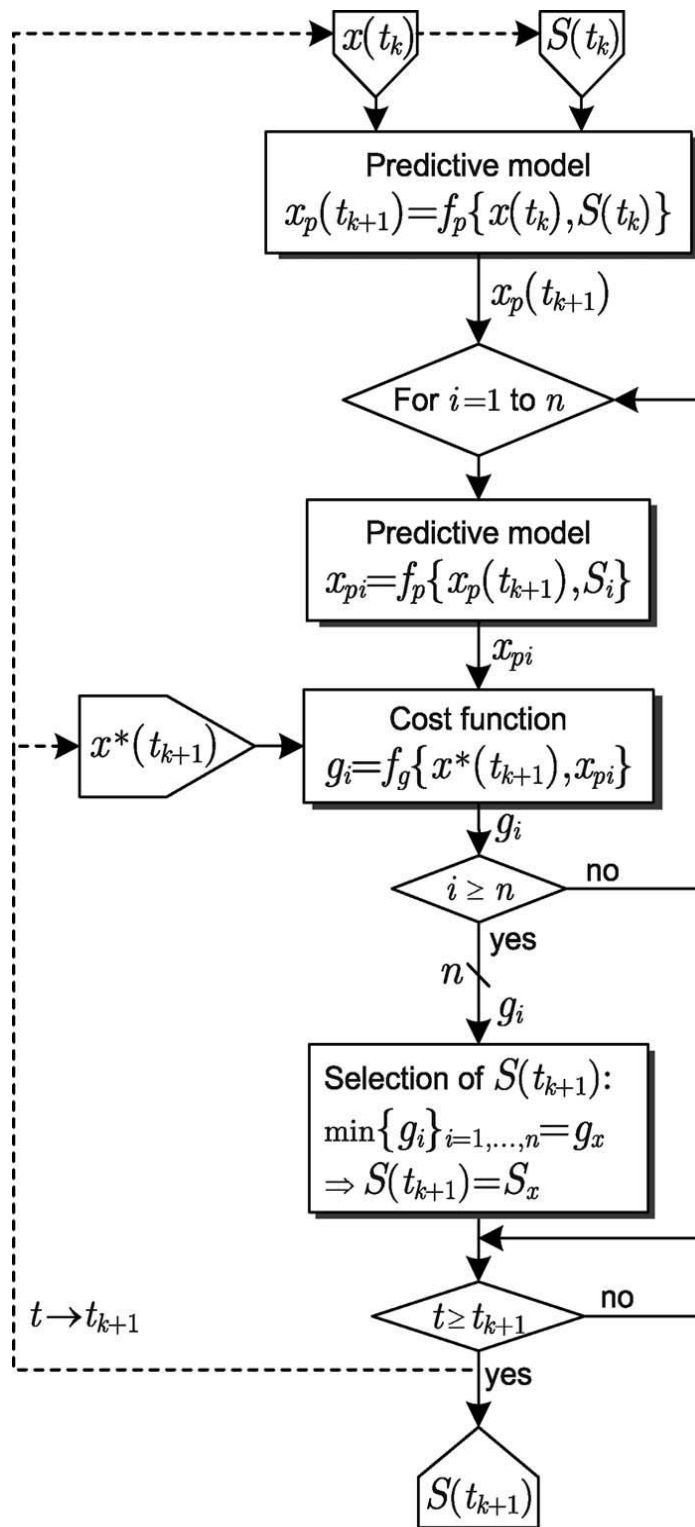 x(t_k) S(t_k)
Predictive model
x_p(t_{k+1})=f_p{x(t_k),S(t_k)}
x_p(t_{k+1})
For i=1 to n
Predictive model
x_{pi}=f_p{x_p(t_{k+1}),S_i}
x_{pi}
x*(t_{k+1})
Cost function
g_i=f_g{x*(t_{k+1}),x_{pi}}
g_i
i ≥ n
no
yes
n
g_i
Selection of S(t_{k+1}):
min{g_i}_{i=1,...,n}=g_x
⇒ S(t_{k+1})=S_x
t→t_{k+1}
t≥t_{k+1}
no
yes
S(t_{k+1})